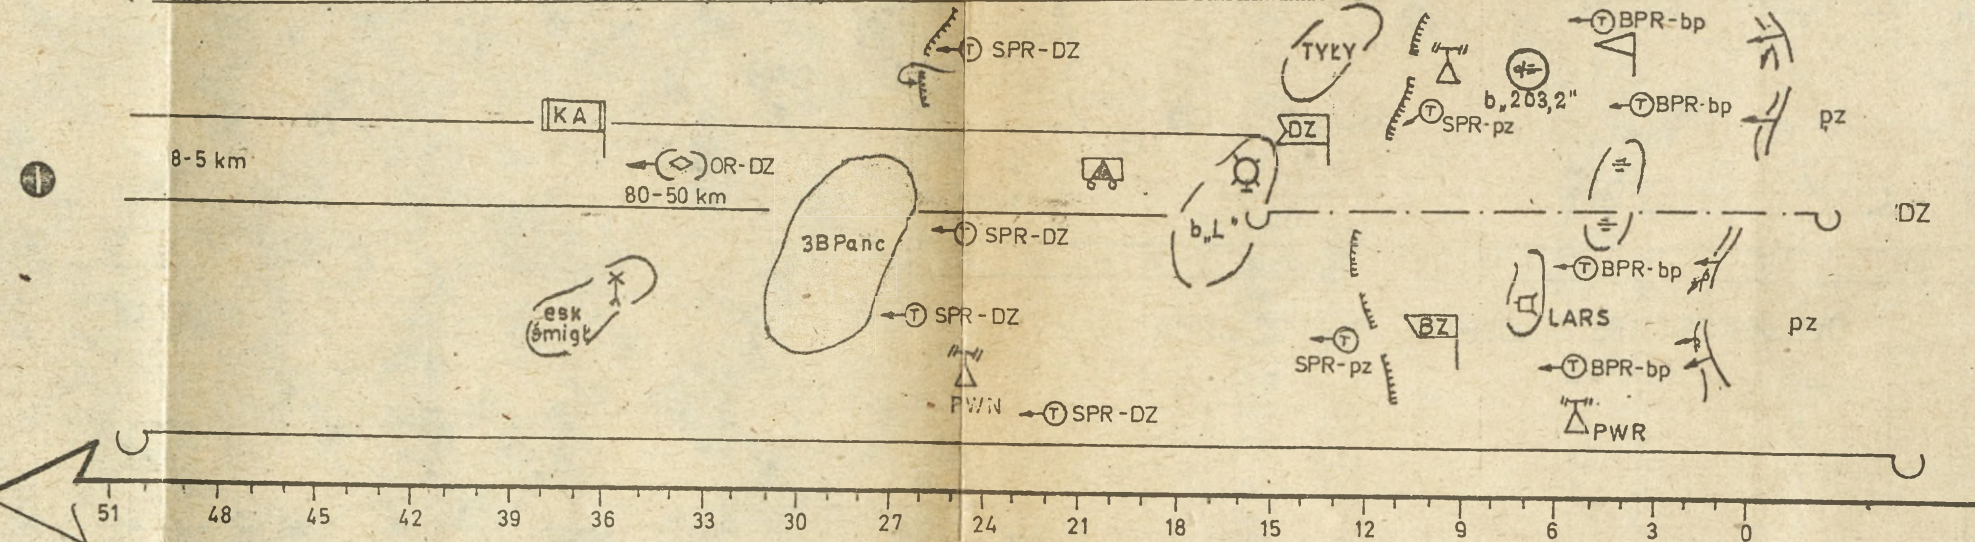 BPR-bp
TYŁY
SPR-DZ
b„203,2"
BPR-bp
KA
DZ
SPR-pz
pz
8-5 km
OR-DZ
80-50 km
DZ
b„L"
SPR-DZ
3BPanc
BPR-bp
esk
śmigł
SPR-DZ
LARS
BZ
pz
SPR-pz
BPR-bp
PWN
SPR-DZ
PWR
51 48 45 42 39 36 33 30 27 24 21 18 15 12 9 6 3 0